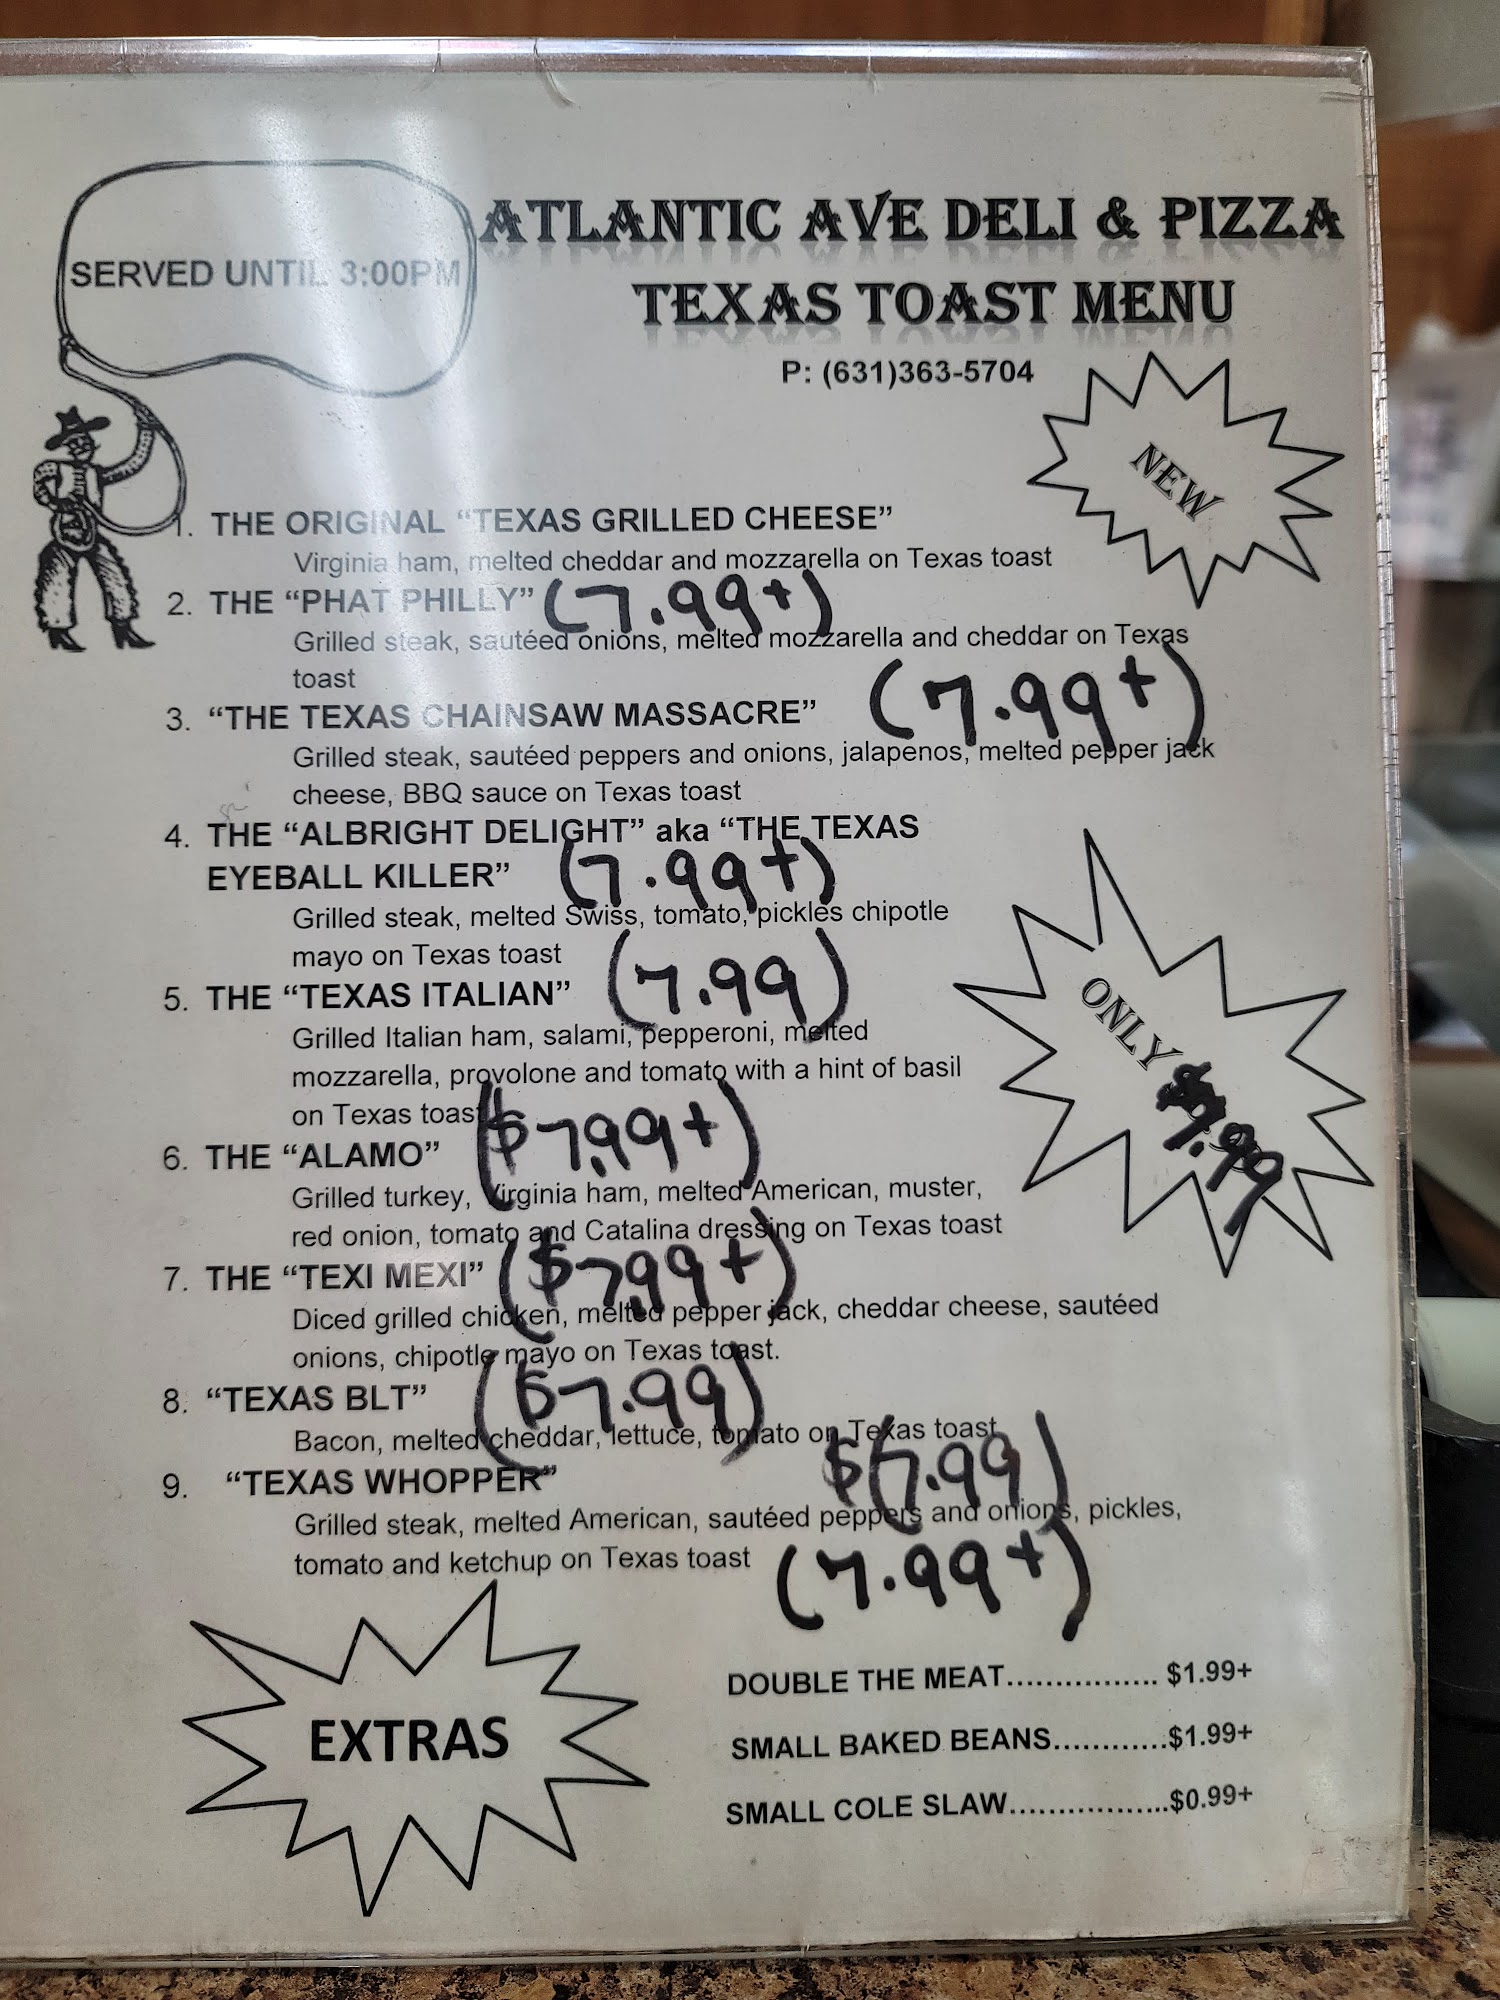 SERVED UNTIL 3:00PM
ATLANTIC AVE DELI & PIZZA
TEXAS TOAST MENU
P: (631)363-5704
NEW
1. THE ORIGINAL “TEXAS GRILLED CHEESE”
Virginia ham, melted cheddar and mozzarella on Texas toast
(7.99+)
2. THE “PHAT PHILLY”
Grilled steak, sautéed onions, melted mozzarella and cheddar on Texas
toast
(7.99+)
3. “THE TEXAS CHAINSAW MASSACRE”
Grilled steak, sautéed peppers and onions, jalapenos, melted pepper jack
cheese, BBQ sauce on Texas toast
4. THE “ALBRIGHT DELIGHT” aka “THE TEXAS
EYEBALL KILLER”
(7.99+)
Grilled steak, melted Swiss, tomato, pickles chipotle
mayo on Texas toast
(7.99)
5. THE “TEXAS ITALIAN”
Grilled Italian ham, salami, pepperoni, melted
mozzarella, provolone and tomato with a hint of basil
on Texas toast
($7.99+)
ONLY $7.99
6. THE “ALAMO”
Grilled turkey, Virginia ham, melted American, muster,
red onion, tomato and Catalina dressing on Texas toast
($7.99+)
7. THE “TEXI MEXI”
Diced grilled chicken, melted pepper jack, cheddar cheese, sautéed
onions, chipotle mayo on Texas toast.
($7.99)
8. “TEXAS BLT”
Bacon, melted cheddar, lettuce, tomato on Texas toast
$(7.99)
9. “TEXAS WHOPPER”
Grilled steak, melted American, sautéed peppers and onions, pickles,
tomato and ketchup on Texas toast
(7.99+)
EXTRAS
DOUBLE THE MEAT................ $1.99+
SMALL BAKED BEANS............$1.99+
SMALL COLE SLAW..................$0.99+